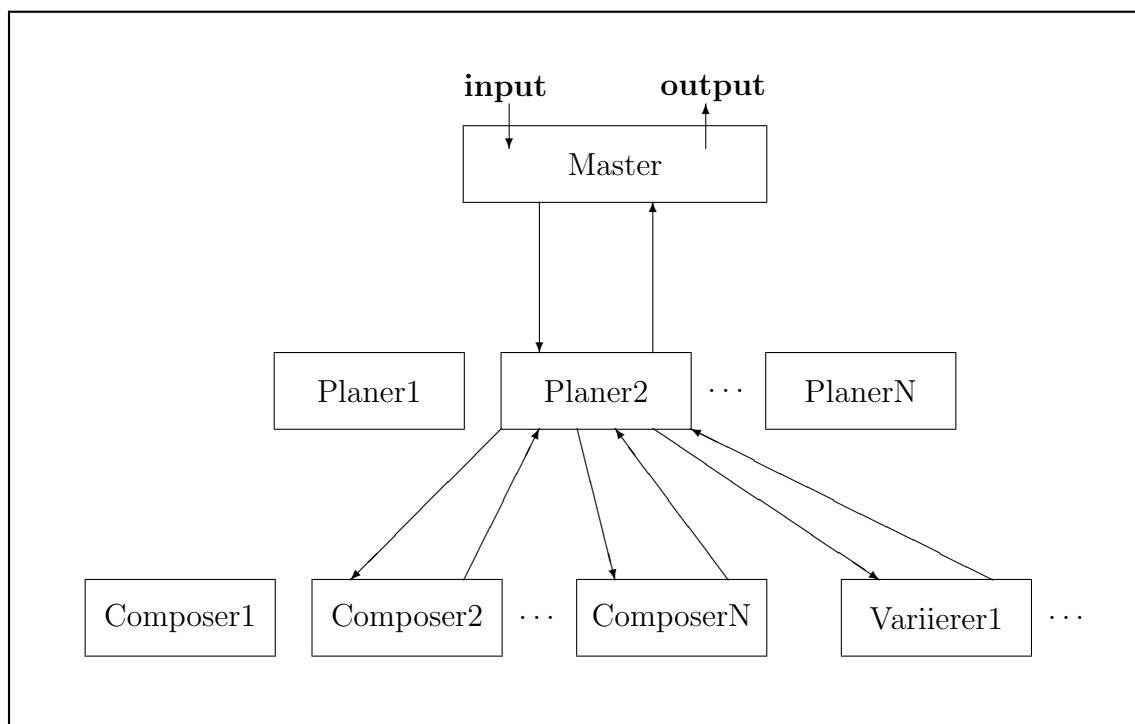 input output
Master
Planer1 Planer2 ··· PlanerN
Composer1 Composer2 ··· ComposerN Variierer1 ···